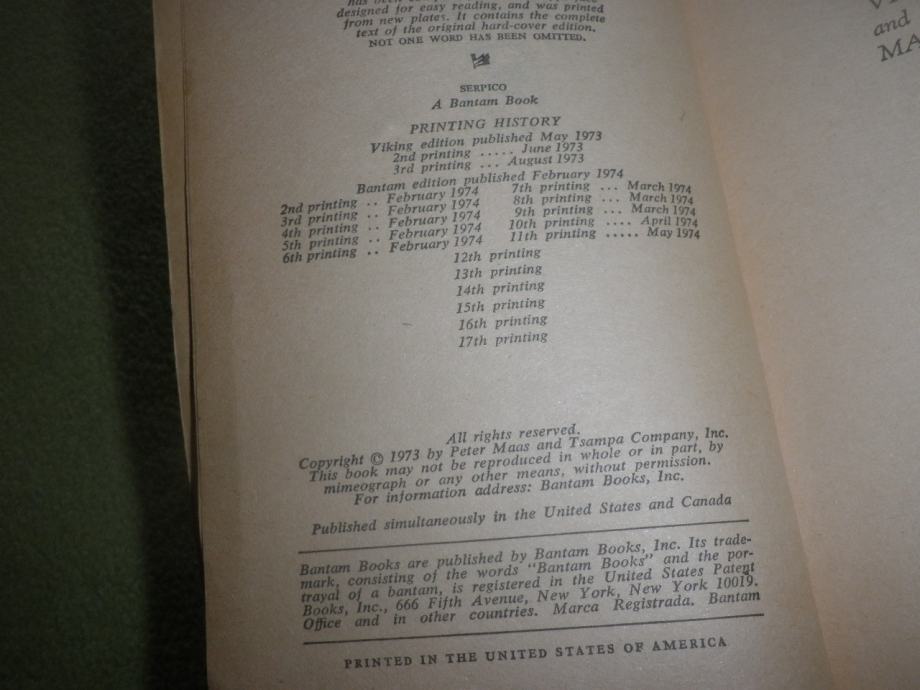 has been
designed for easy reading, and was printed
from new plates. It contains the complete
text of the original hard-cover edition.
NOT ONE WORD HAS BEEN OMITTED.
SERPICO
A Bantam Book
PRINTING HISTORY
Viking edition published May 1973
2nd printing ..... June 1973
3rd printing ... August 1973
Bantam edition published February 1974
2nd printing .. February 1974
3rd printing .. February 1974
4th printing .. February 1974
5th printing .. February 1974
6th printing .. February 1974
7th printing ... March 1974
8th printing ... March 1974
9th printing ... March 1974
10th printing .... April 1974
11th printing ..... May 1974
12th printing
13th printing
14th printing
15th printing
16th printing
17th printing
All rights reserved.
Copyright © 1973 by Peter Maas and Tsampa Company, Inc.
This book may not be reproduced in whole or in part, by
mimeograph or any other means, without permission.
For information address: Bantam Books, Inc.
Published simultaneously in the United States and Canada
Bantam Books are published by Bantam Books, Inc. Its trade-
mark, consisting of the words "Bantam Books" and the por-
trayal of a bantam, is registered in the United States Patent
Books, Inc., 666 Fifth Avenue, New York, New York 10019.
Office and in other countries. Marca Registrada. Bantam
PRINTED IN THE UNITED STATES OF AMERICA
and
MA